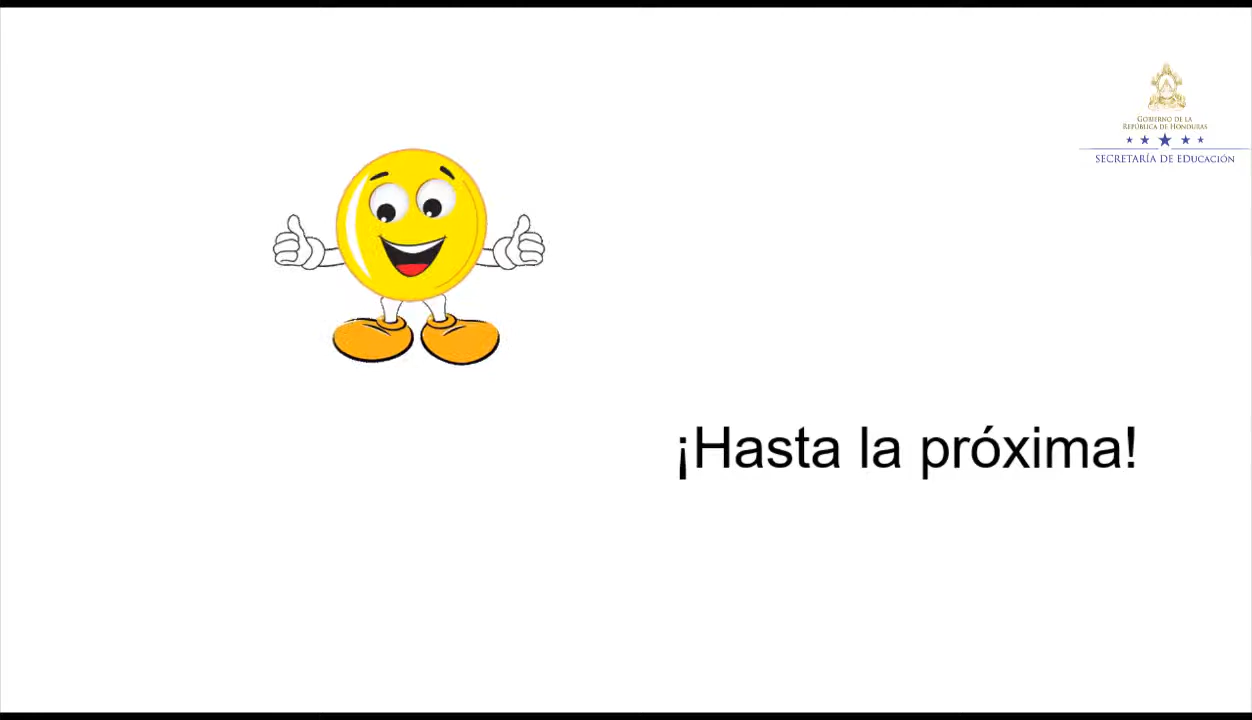 GOBIERNO DE LA
REPÚBLICA DE HONDURAS
SECRETARÍA DE EDUCACIÓN
¡Hasta la próxima!